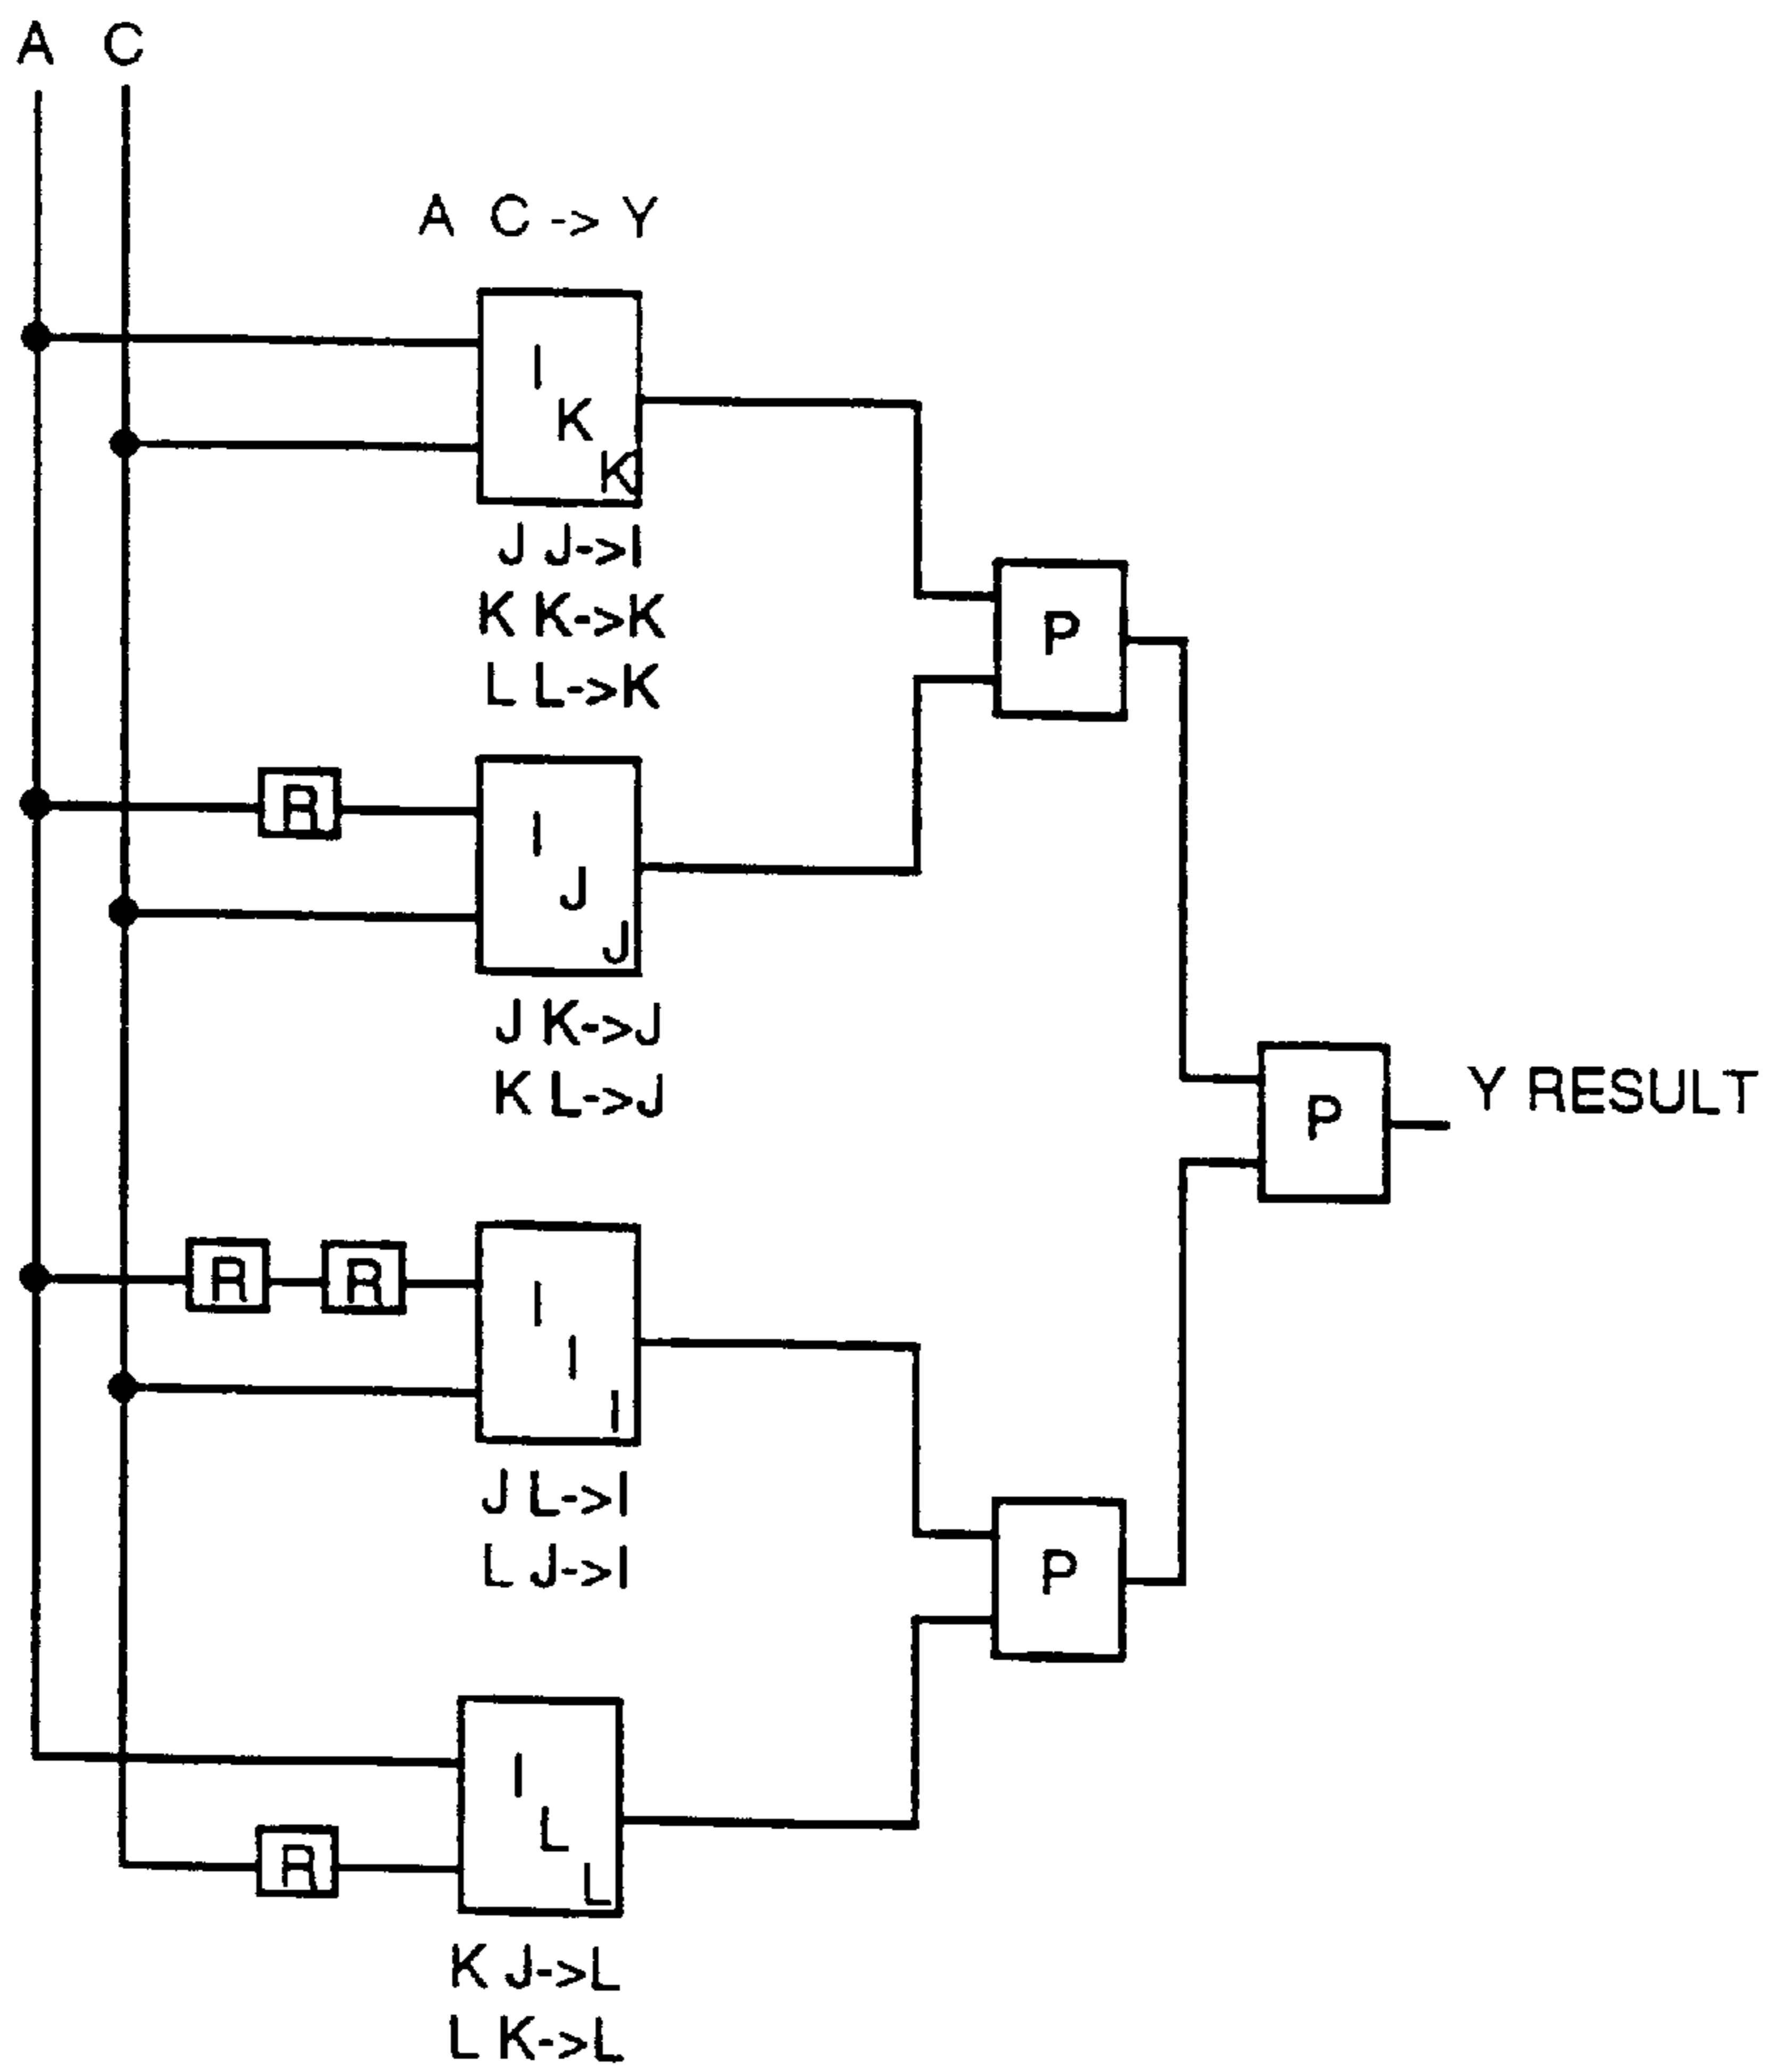 A C
A C -> Y
I
K
K
J J->I
K K->K
L L->K
P
R
I
J
J
J K->J
K L->J
P
Y RESULT
R R
I
I
I
J L->I
L J->I
P
I
L
L
R
K J->L
L K->L